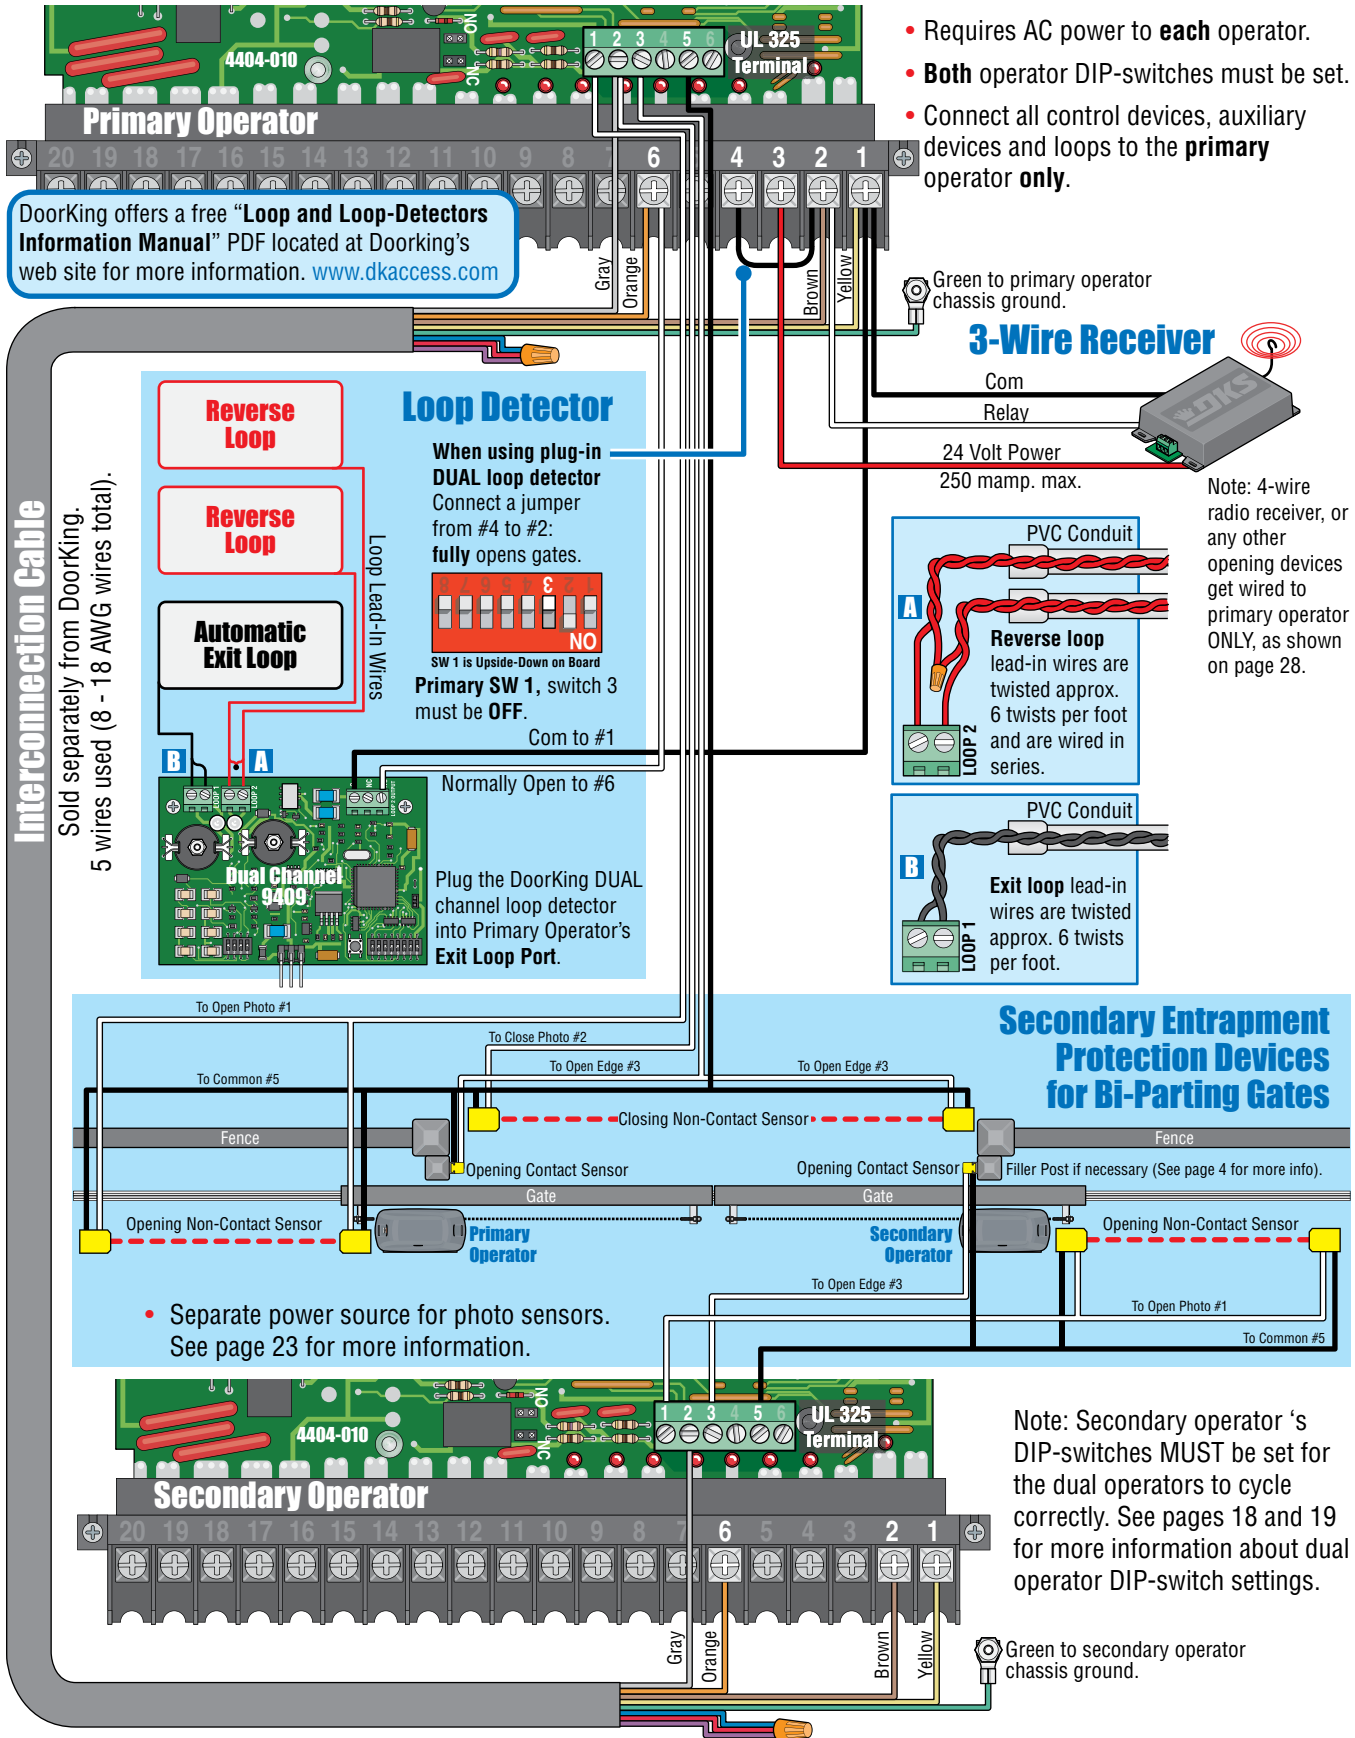 4404-010
NO
NC
1 2 3 4 5 6
UL 325
Terminal
Primary Operator
20 19 18 17 16 15 14 13 12 11 10 9 8 7 6 5 4 3 2 1
• Requires AC power to each operator.
• Both operator DIP-switches must be set.
• Connect all control devices, auxiliary
devices and loops to the primary
operator only.
DoorKing offers a free “Loop and Loop-Detectors
Information Manual” PDF located at Doorking's
web site for more information. www.dkaccess.com
Gray
Orange
Brown
Yellow
Green to primary operator
chassis ground.
3-Wire Receiver
Com
Relay
24 Volt Power
250 mamp. max.
DKS
Note: 4-wire
radio receiver, or
any other
opening devices
get wired to
primary operator
ONLY, as shown
on page 28.
Interconnection Cable
Sold separately from DoorKing.
5 wires used (8 - 18 AWG wires total).
Reverse
Loop
Reverse
Loop
Automatic
Exit Loop
Loop Lead-In Wires
Loop Detector
When using plug-in
DUAL loop detector
Connect a jumper
from #4 to #2:
fully opens gates.
8 7 6 5 4 3 2 1
ON
SW 1 is Upside-Down on Board
Primary SW 1, switch 3
must be OFF.
Com to #1
Normally Open to #6
B
A
LOOP 1
LOOP 2
NC
LOOP 2 OUTPUT
Dual Channel
9409
Plug the DoorKing DUAL
channel loop detector
into Primary Operator's
Exit Loop Port.
PVC Conduit
A
Reverse loop
lead-in wires are
twisted approx.
6 twists per foot
and are wired in
series.
LOOP 2
PVC Conduit
B
Exit loop lead-in
wires are twisted
approx. 6 twists
per foot.
LOOP 1
To Open Photo #1
To Close Photo #2
To Open Edge #3
To Open Edge #3
To Common #5
Secondary Entrapment
Protection Devices
for Bi-Parting Gates
Closing Non-Contact Sensor
Fence
Fence
Opening Contact Sensor
Opening Contact Sensor
Filler Post if necessary (See page 4 for more info).
Gate
Gate
Opening Non-Contact Sensor
Primary
Operator
Secondary
Operator
Opening Non-Contact Sensor
To Open Edge #3
To Open Photo #1
To Common #5
• Separate power source for photo sensors.
See page 23 for more information.
4404-010
NO
NC
1 2 3 4 5 6
UL 325
Terminal
Secondary Operator
20 19 18 17 16 15 14 13 12 11 10 9 8 7 6 5 4 3 2 1
Note: Secondary operator ‘s
DIP-switches MUST be set for
the dual operators to cycle
correctly. See pages 18 and 19
for more information about dual
operator DIP-switch settings.
Gray
Orange
Brown
Yellow
Green to secondary operator
chassis ground.